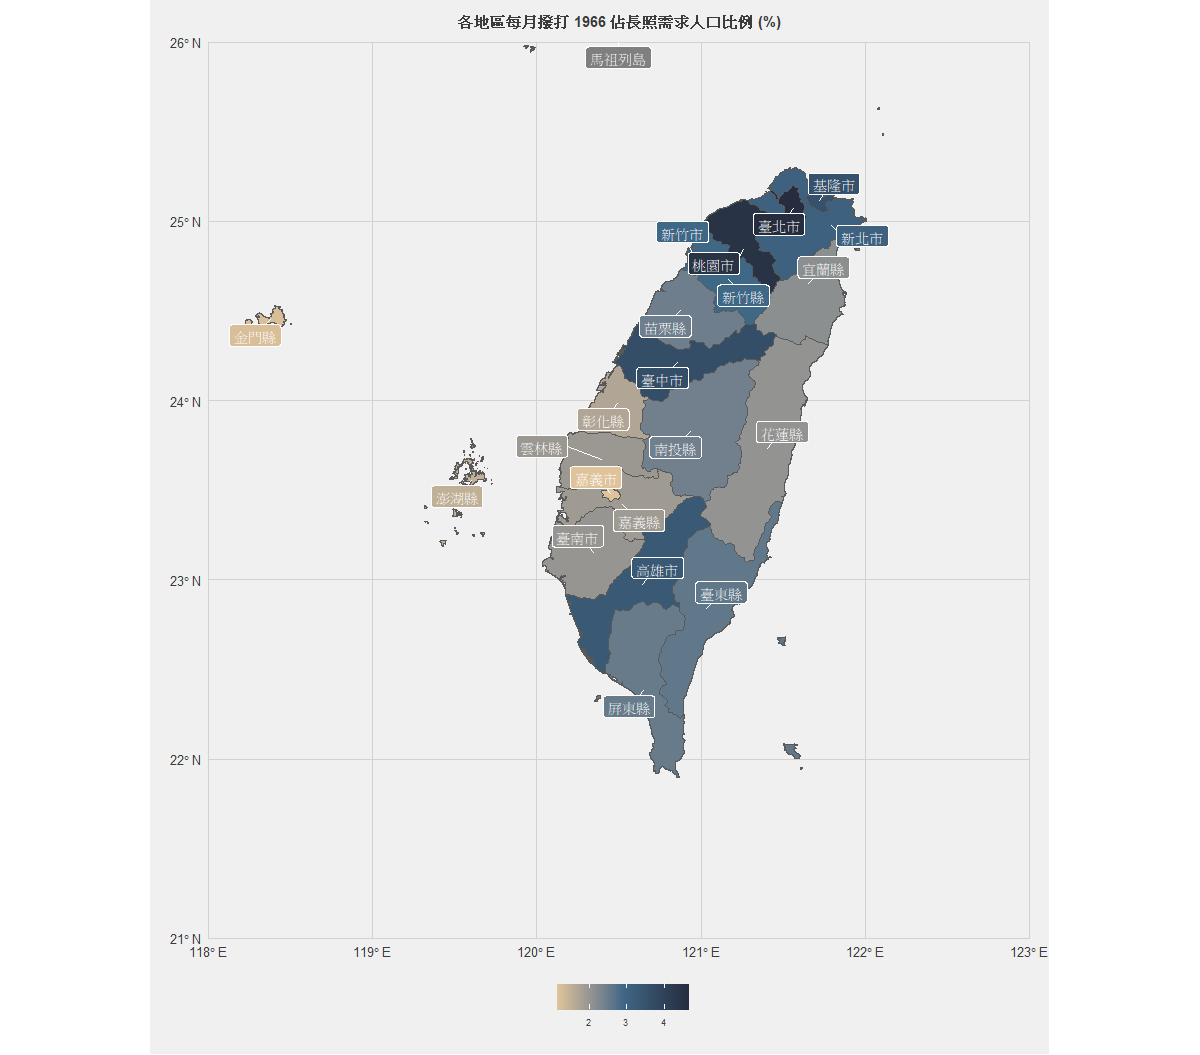 各地區每月撥打 1966 佔長照需求人口比例 (%)
26° N
馬祖列島
基隆市
25° N
臺北市
新竹市
新北市
桃園市
宜蘭縣
新竹縣
苗栗縣
金門縣
臺中市
24° N
彰化縣
花蓮縣
雲林縣
南投縣
嘉義市
澎湖縣
嘉義縣
臺南市
高雄市
23° N
臺東縣
屏東縣
22° N
21° N
118° E 119° E 120° E 121° E 122° E 123° E
2 3 4